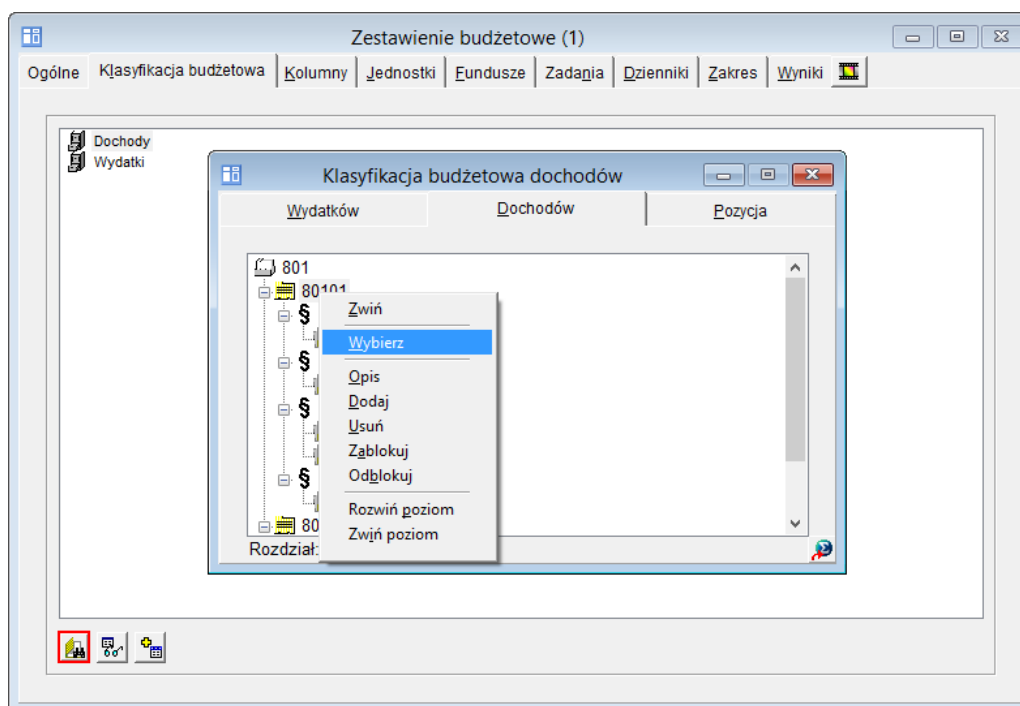 Zestawienie budżetowe (1)
Ogólne Klasyfikacja budżetowa Kolumny Jednostki Fundusze Zadania Dzienniki Zakres Wyniki
Dochody
Wydatki
Klasyfikacja budżetowa dochodów
Wydatków Dochodów Pozycja
801
80101
§
§
§
§
80
Rozdział:
Zwiń
Wybierz
Opis
Dodaj
Usuń
Zablokuj
Odblokuj
Rozwiń poziom
Zwiń poziom